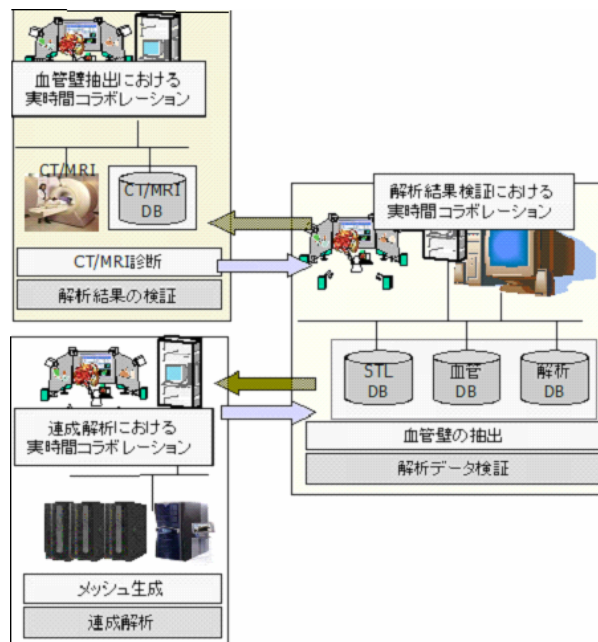 血管壁抽出における
実時間コラボレーション
CT/MRI
CT/MRI
DB
CT/MRI診断
解析結果の検証
解析結果検証における
実時間コラボレーション
STL
DB
血管
DB
解析
DB
血管壁の抽出
解析データ検証
連成解析における
実時間コラボレーション
メッシュ生成
連成解析